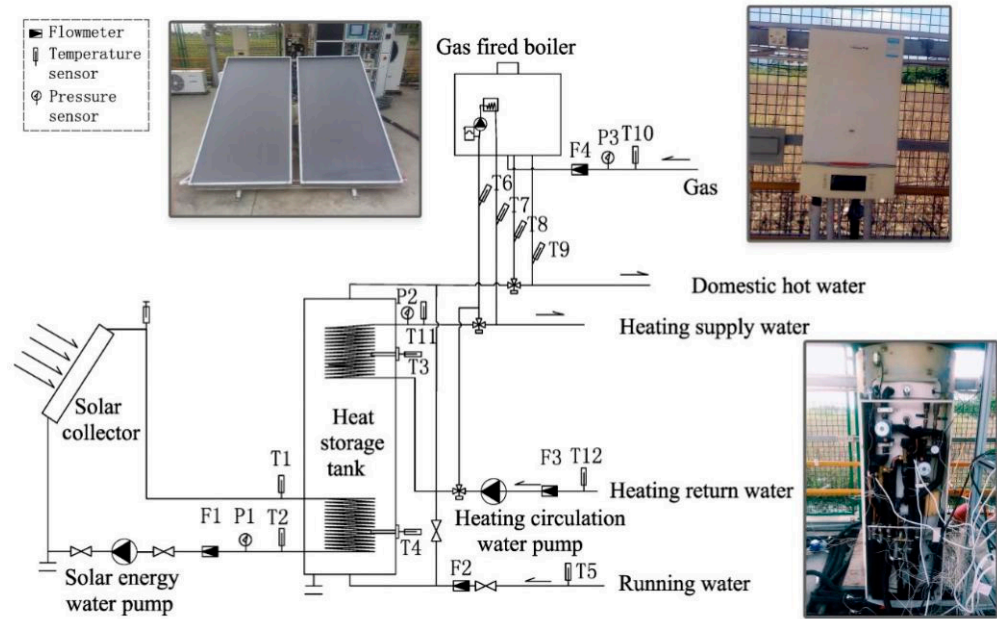 Flowmeter
Temperature
sensor
Pressure
sensor
Gas fired boiler
F4
P3
T10
Gas
T6
T7
T8
T9
Domestic hot water
P2
T11
Heating supply water
T3
Solar
collector
Heat
storage
tank
T1
F3
T12
Heating return water
Heating circulation
water pump
F1
P1
T2
T4
Solar energy
water pump
F2
T5
Running water